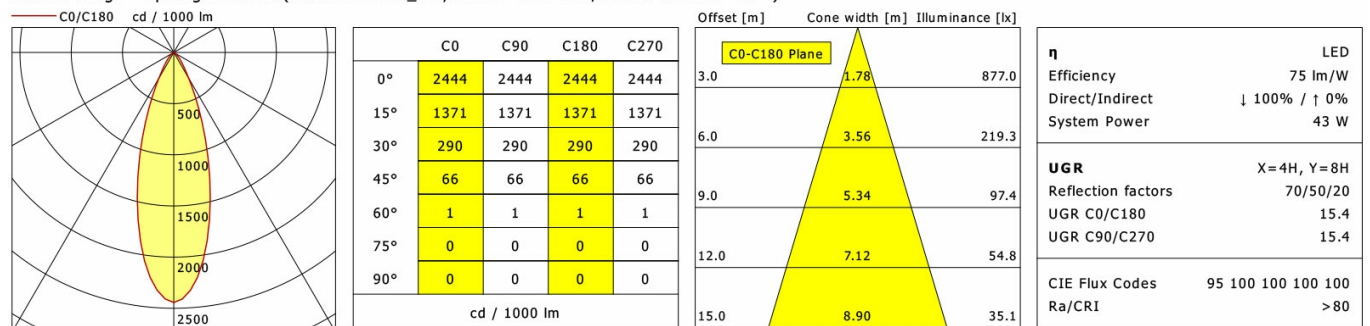 C0/C180 cd / 1000 lm
500
1000
1500
2000
2500
C0 C90 C180 C270
0° 2444 2444 2444 2444
15° 1371 1371 1371 1371
30° 290 290 290 290
45° 66 66 66 66
60° 1 1 1 1
75° 0 0 0 0
90° 0 0 0 0
cd / 1000 lm
Offset [m] Cone width [m] Illuminance [lx]
C0-C180 Plane
3.0 1.78 877.0
6.0 3.56 219.3
9.0 5.34 97.4
12.0 7.12 54.8
15.0 8.90 35.1
η LED
Efficiency 75 lm/W
Direct/Indirect ↓ 100% / ↑ 0%
System Power 43 W
UGR X=4H, Y=8H
Reflection factors 70/50/20
UGR C0/C180 15.4
UGR C90/C270 15.4
CIE Flux Codes 95 100 100 100 100
Ra/CRI >80